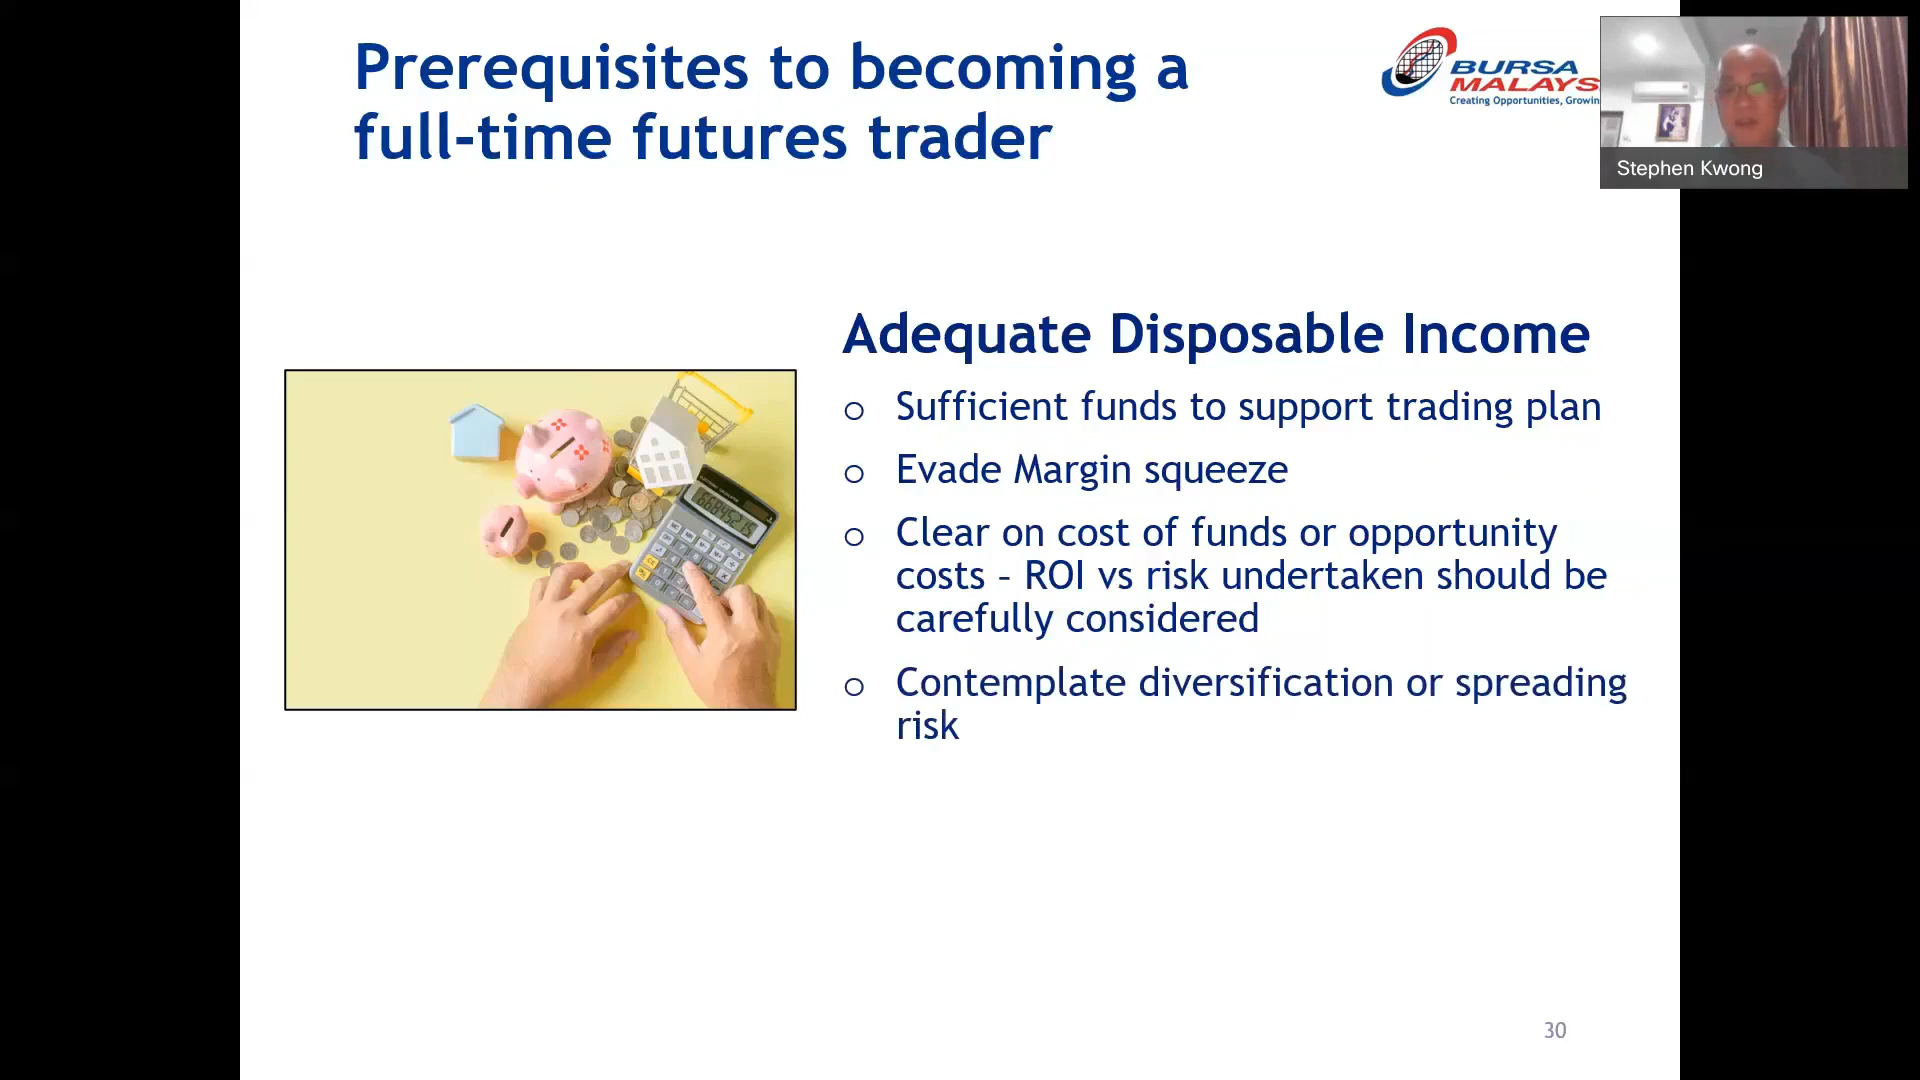 Prerequisites to becoming a
full-time futures trader
BURSA
MALAYS
Creating Opportunities, Growin
Stephen Kwong
Adequate Disposable Income
o Sufficient funds to support trading plan
o Evade Margin squeeze
o Clear on cost of funds or opportunity
costs – ROI vs risk undertaken should be
carefully considered
o Contemplate diversification or spreading
risk
30